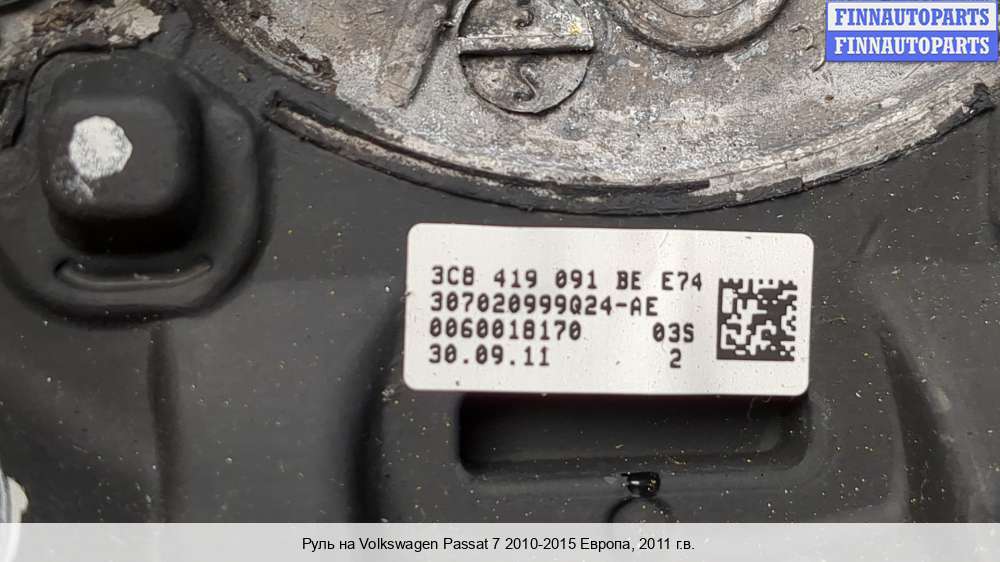 FINNAUTOPARTS
FINNAUTOPARTS
3C8 419 091 BE E74
307020999Q24-AE
0060018170 03S
30.09.11 2
Руль на Volkswagen Passat 7 2010-2015 Европа, 2011 г.в.